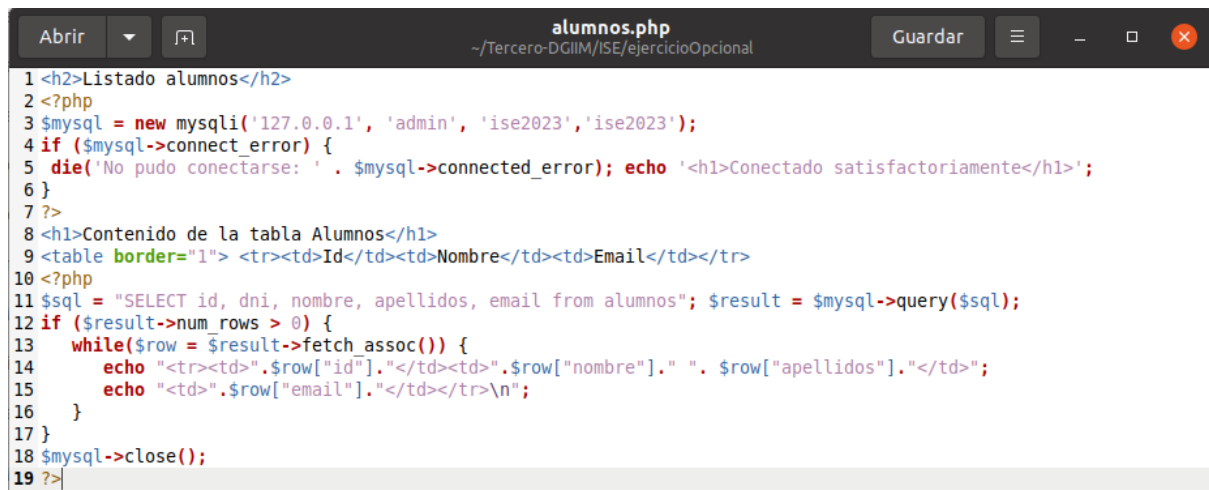 Abrir
alumnos.php
~/Tercero-DGIIM/ISE/ejercicioOpcional
Guardar
1 <h2>Listado alumnos</h2>
2 <?php
3 $mysql = new mysqli('127.0.0.1', 'admin', 'ise2023','ise2023');
4 if ($mysql->connect_error) {
5  die('No pudo conectarse: ' . $mysql->connected_error); echo '<h1>Conectado satisfactoriamente</h1>';
6 }
7 ?>
8 <h1>Contenido de la tabla Alumnos</h1>
9 <table border="1"> <tr><td>Id</td><td>Nombre</td><td>Email</td></tr>
10 <?php
11 $sql = "SELECT id, dni, nombre, apellidos, email from alumnos"; $result = $mysql->query($sql);
12 if ($result->num_rows > 0) {
13    while($row = $result->fetch_assoc()) {
14       echo "<tr><td>".$row["id"]."</td><td>".$row["nombre"]." ". $row["apellidos"]."</td>";
15       echo "<td>".$row["email"]."</td></tr>\n";
16    }
17 }
18 $mysql->close();
19 ?>